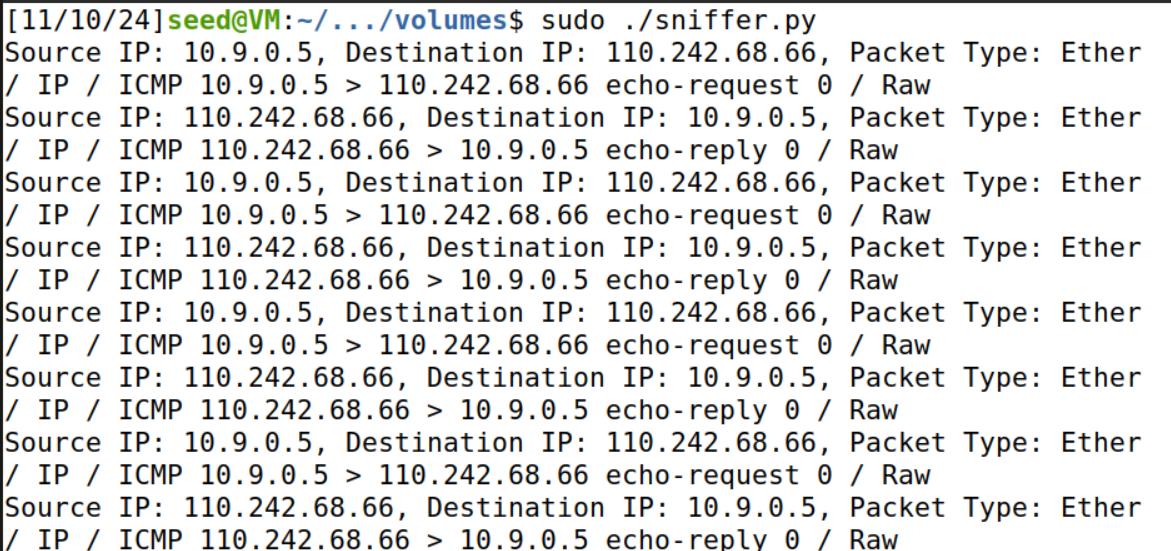 [11/10/24]seed@VM:~/.../volumes$ sudo ./sniffer.py
Source IP: 10.9.0.5, Destination IP: 110.242.68.66, Packet Type: Ether
/ IP / ICMP 10.9.0.5 > 110.242.68.66 echo-request 0 / Raw
Source IP: 110.242.68.66, Destination IP: 10.9.0.5, Packet Type: Ether
/ IP / ICMP 110.242.68.66 > 10.9.0.5 echo-reply 0 / Raw
Source IP: 10.9.0.5, Destination IP: 110.242.68.66, Packet Type: Ether
/ IP / ICMP 10.9.0.5 > 110.242.68.66 echo-request 0 / Raw
Source IP: 110.242.68.66, Destination IP: 10.9.0.5, Packet Type: Ether
/ IP / ICMP 110.242.68.66 > 10.9.0.5 echo-reply 0 / Raw
Source IP: 10.9.0.5, Destination IP: 110.242.68.66, Packet Type: Ether
/ IP / ICMP 10.9.0.5 > 110.242.68.66 echo-request 0 / Raw
Source IP: 110.242.68.66, Destination IP: 10.9.0.5, Packet Type: Ether
/ IP / ICMP 110.242.68.66 > 10.9.0.5 echo-reply 0 / Raw
Source IP: 10.9.0.5, Destination IP: 110.242.68.66, Packet Type: Ether
/ IP / ICMP 10.9.0.5 > 110.242.68.66 echo-request 0 / Raw
Source IP: 110.242.68.66, Destination IP: 10.9.0.5, Packet Type: Ether
/ IP / ICMP 110.242.68.66 > 10.9.0.5 echo-reply 0 / Raw